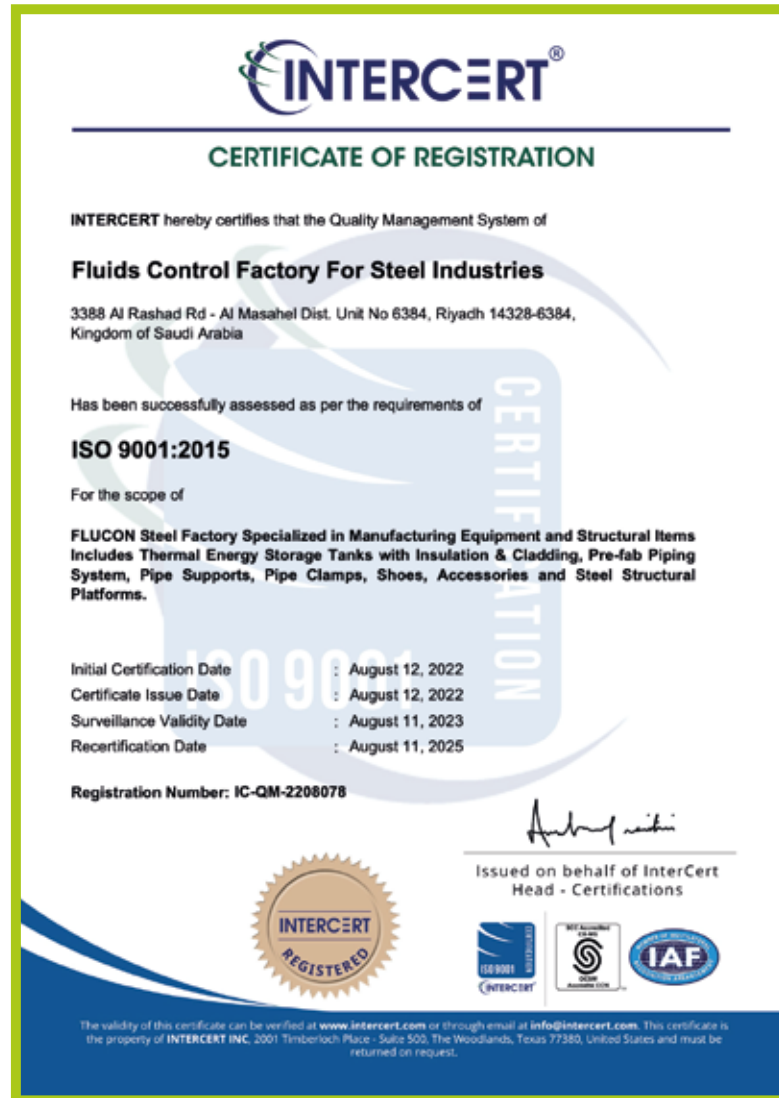 INTERCERT®
CERTIFICATE OF REGISTRATION
INTERCERT hereby certifies that the Quality Management System of
Fluids Control Factory For Steel Industries
3388 Al Rashad Rd - Al Masahel Dist. Unit No 6384, Riyadh 14328-6384,
Kingdom of Saudi Arabia
Has been successfully assessed as per the requirements of
ISO 9001:2015
For the scope of
FLUCON Steel Factory Specialized in Manufacturing Equipment and Structural Items
Includes Thermal Energy Storage Tanks with Insulation & Cladding, Pre-fab Piping
System, Pipe Supports, Pipe Clamps, Shoes, Accessories and Steel Structural
Platforms.
CERTIFICATION
ISO 9001
Initial Certification Date : August 12, 2022
Certificate Issue Date : August 12, 2022
Surveillance Validity Date : August 11, 2023
Recertification Date : August 11, 2025
Registration Number: IC-QM-2208078
Issued on behalf of InterCert
Head - Certifications
INTERCERT
REGISTERED
ISO 9001
CERTIFICATION
INTERCERT
SCC Accredited
IAF
The validity of this certificate can be verified at www.intercert.com or through email at info@intercert.com. This certificate is
the property of INTERCERT INC, 2001 Timberloch Place - Suite 500, The Woodlands, Texas 77380, United States and must be
returned on request.